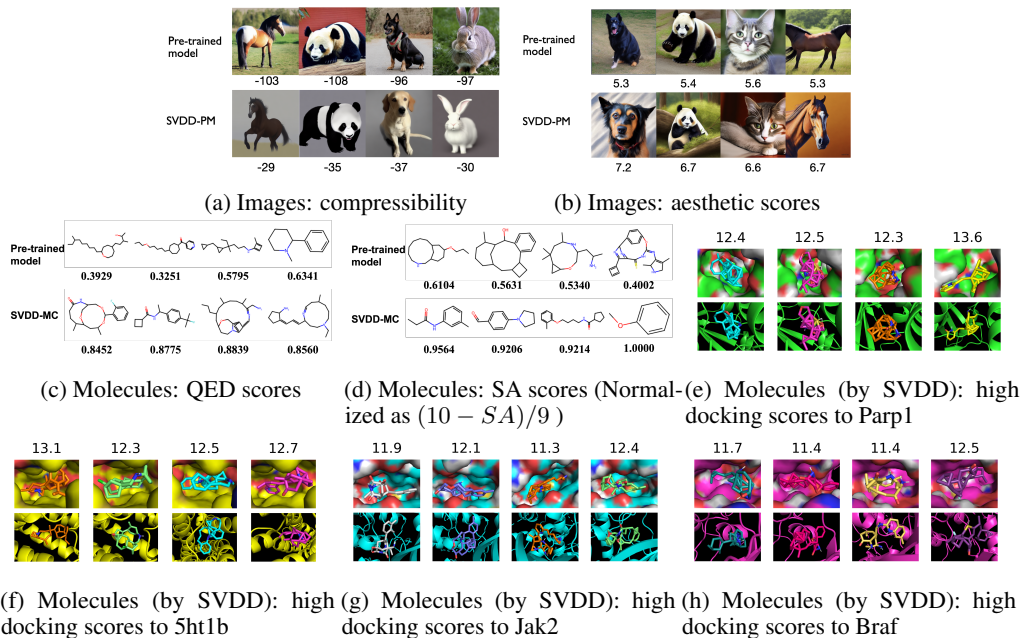 Pre-trained model
-103 -108 -96 -97
SVDD-PM
-29 -35 -37 -30
(a) Images: compressibility
Pre-trained model
5.3 5.4 5.6 5.3
SVDD-PM
7.2 6.7 6.6 6.7
(b) Images: aesthetic scores
Pre-trained model
0.3929 0.3251 0.5795 0.6341
SVDD-MC
0.8452 0.8775 0.8839 0.8560
(c) Molecules: QED scores
Pre-trained model
0.6104 0.5631 0.5340 0.4002
SVDD-MC
0.9564 0.9206 0.9214 1.0000
(d) Molecules: SA scores (Normal-
ized as (10 − SA)/9 )
12.4 12.5 12.3 13.6
(e) Molecules (by SVDD): high
docking scores to Parp1
13.1 12.3 12.5 12.7
(f) Molecules (by SVDD): high
docking scores to 5ht1b
11.9 12.1 11.3 12.4
(g) Molecules (by SVDD): high
docking scores to Jak2
11.7 11.4 11.4 12.5
(h) Molecules (by SVDD): high
docking scores to Braf